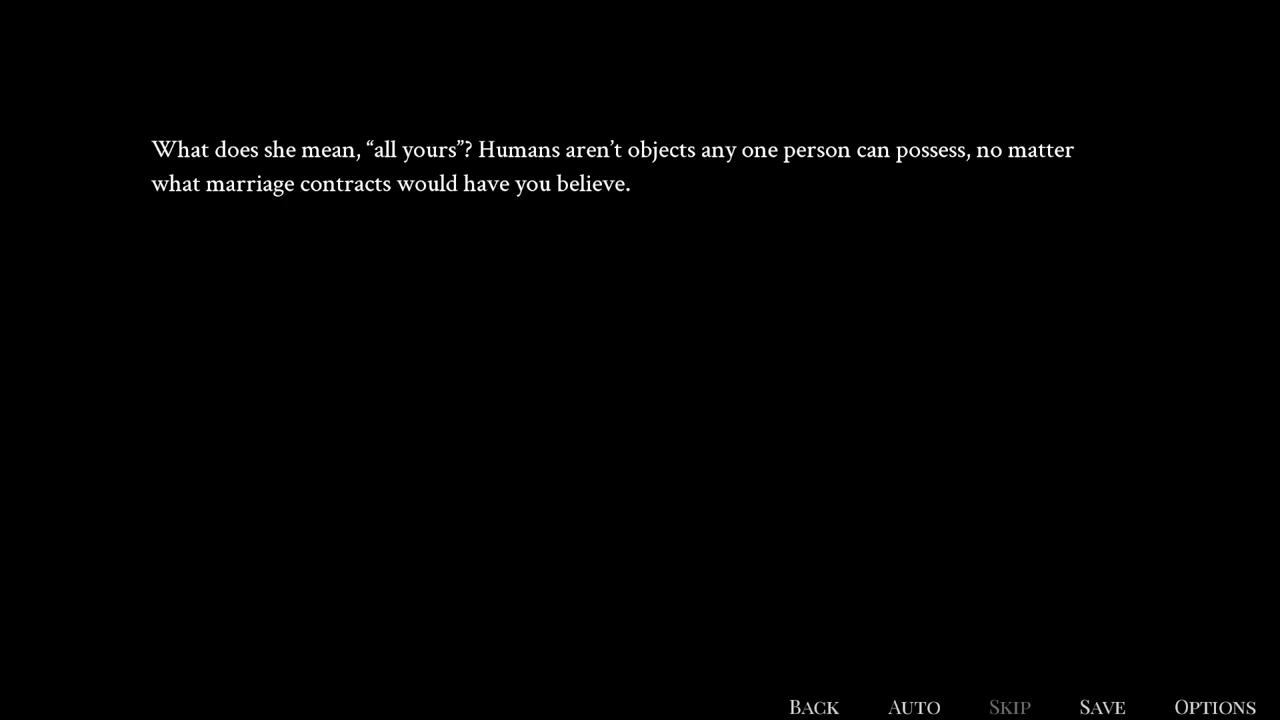 What does she mean, “all yours”? Humans aren’t objects any one person can possess, no matter
what marriage contracts would have you believe.
Back Auto Skip Save Options